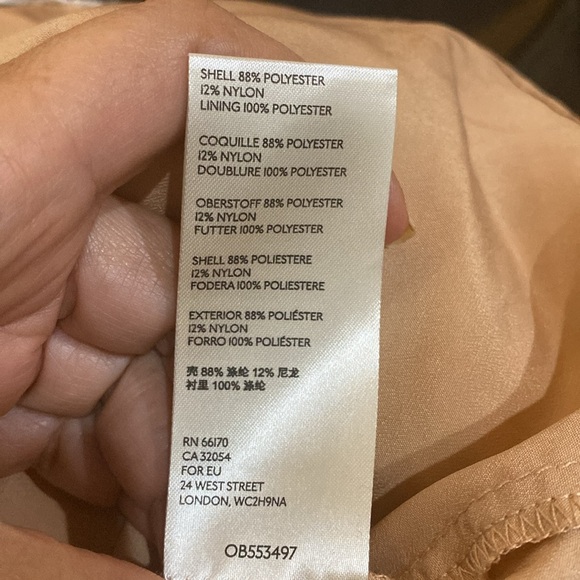 SHELL 88% POLYESTER
12% NYLON
LINING 100% POLYESTER
COQUILLE 88% POLYESTER
12% NYLON
DOUBLURE 100% POLYESTER
OBERSTOFF 88% POLYESTER
12% NYLON
FUTTER 100% POLYESTER
SHELL 88% POLIESTERE
12% NYLON
FODERA 100% POLIESTERE
EXTERIOR 88% POLIÉSTER
12% NYLON
FORRO 100% POLIÉSTER
壳 88% 涤纶 12% 尼龙
衬里 100% 涤纶
RN 66170
CA 32054
FOR EU
24 WEST STREET
LONDON, WC2H9NA
OB553497